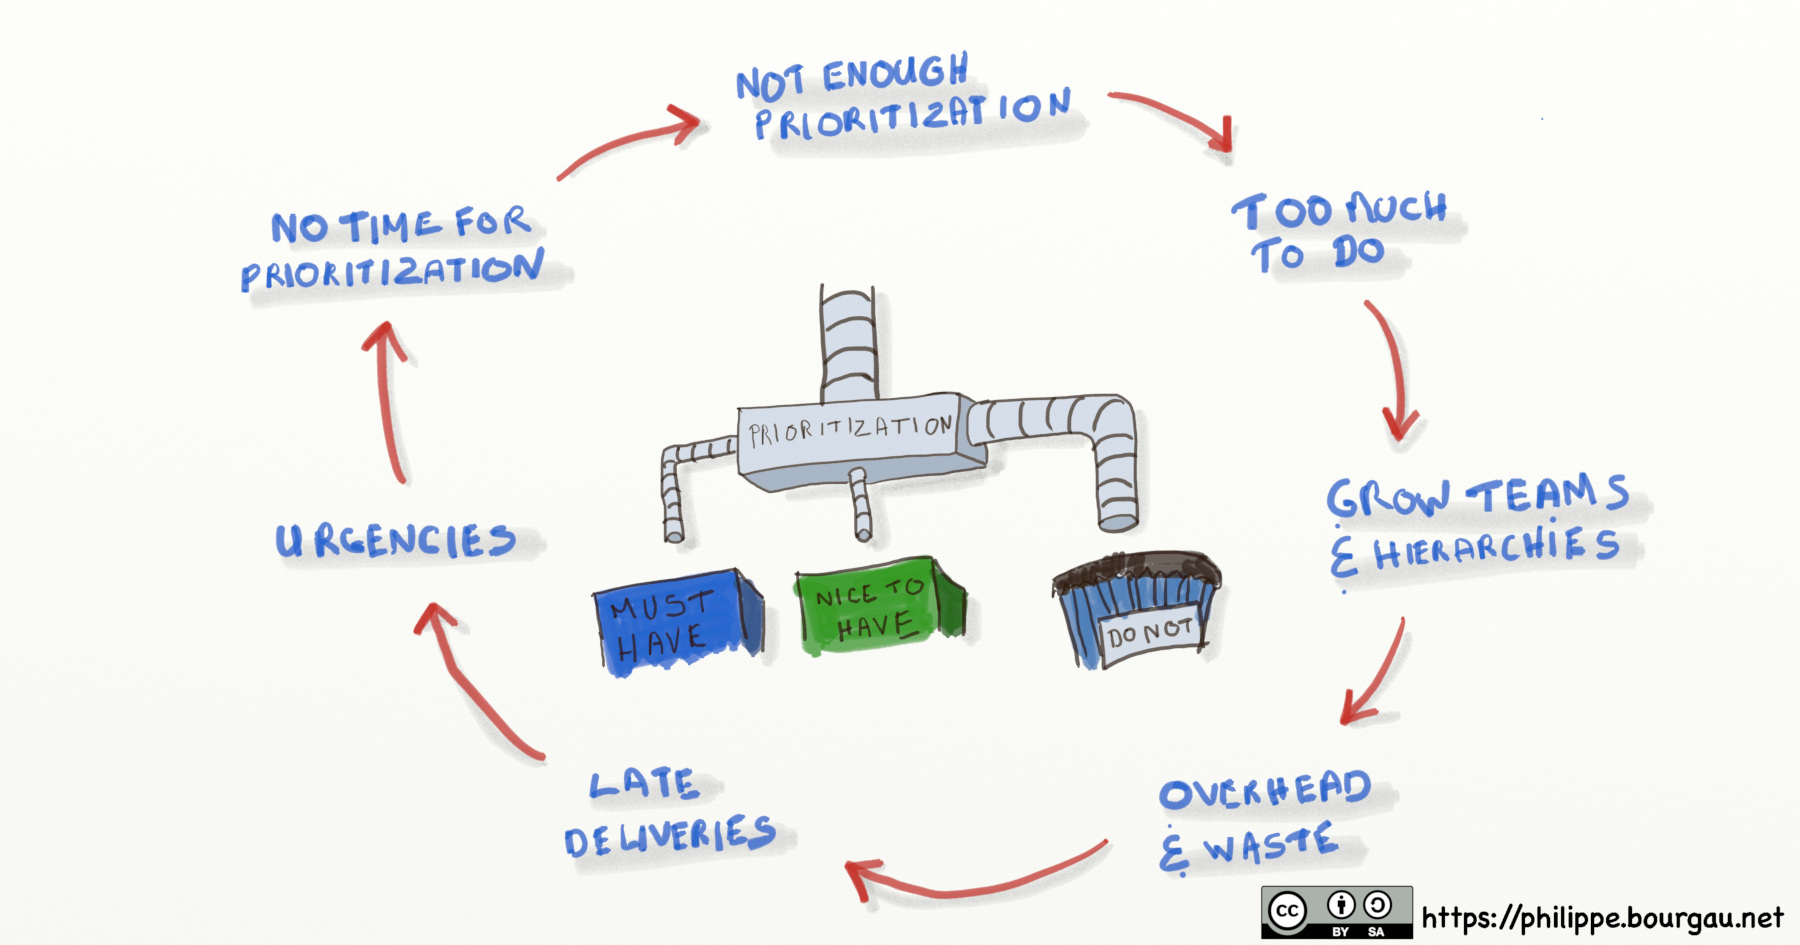 NOT ENOUGH
PRIORITIZATION
TOO MUCH
TO DO
GROW TEAMS
& HIERARCHIES
OVERHEAD
& WASTE
LATE
DELIVERIES
URGENCIES
NO TIME FOR
PRIORITIZATION
PRIORITIZATION
MUST
HAVE
NICE TO
HAVE
DO NOT
cc
BY SA
https://philippe.bourgau.net